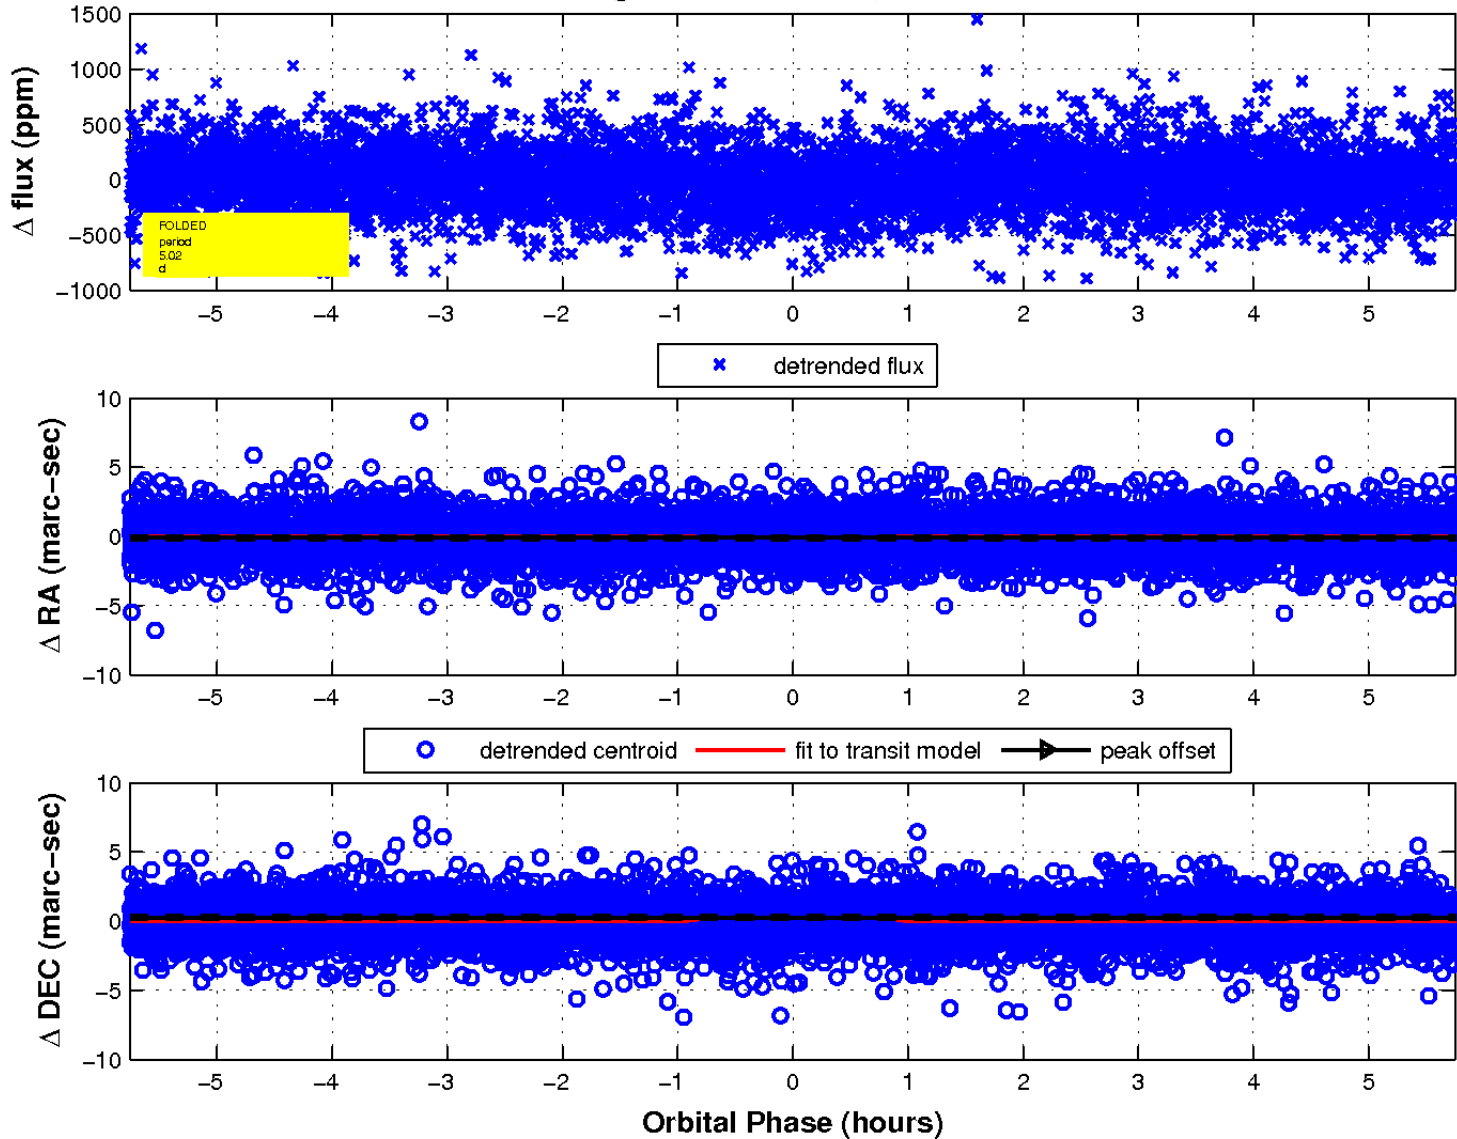 1500
1000
500
0
−500
−1000
Δ flux (ppm)
FOLDED
period
5.02
d
−5 −4 −3 −2 −1 0 1 2 3 4 5
detrended flux
10
5
0
−5
−10
Δ RA (marc−sec)
−5 −4 −3 −2 −1 0 1 2 3 4 5
detrended centroid fit to transit model peak offset
10
5
0
−5
−10
Δ DEC (marc−sec)
−5 −4 −3 −2 −1 0 1 2 3 4 5
Orbital Phase (hours)